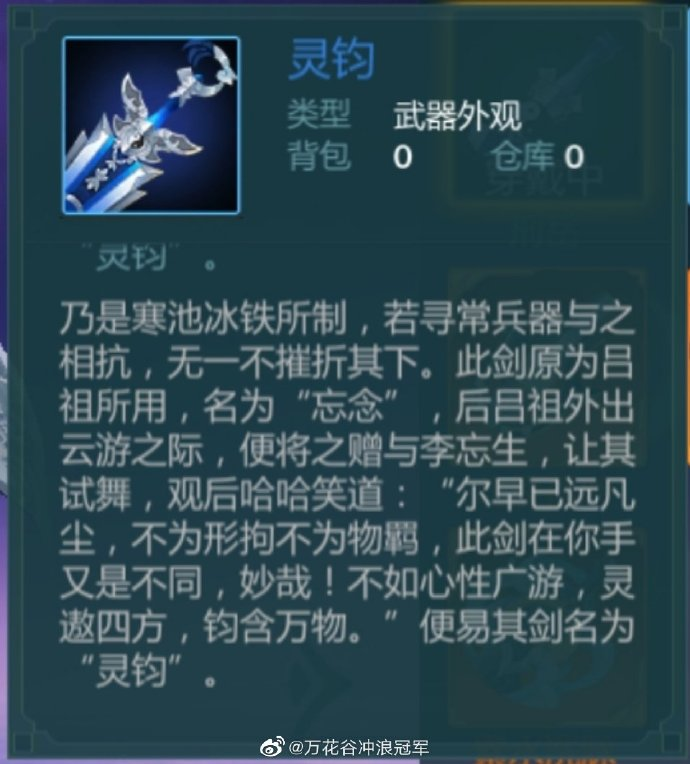 灵钧
类型 武器外观
背包 0 仓库 0
“灵钧”。
乃是寒池冰铁所制，若寻常兵器与之
相抗，无一不摧折其下。此剑原为吕
祖所用，名为“忘念”，后吕祖外出
云游之际，便将之赠与李忘生，让其
试舞，观后哈哈笑道：“尔早已远凡
尘，不为形拘不为物羁，此剑在你手
又是不同，妙哉！不如心性广游，灵
遨四方，钧含万物。”便易其剑名为
“灵钧”。
穿戴中
@万花谷冲浪冠军